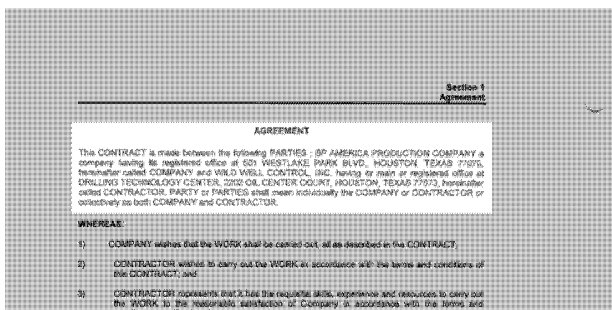 Section 1
Agreement
AGREEMENT
This CONTRACT is made between the following PARTIES : BP AMERICA PRODUCTION COMPANY a
company having its registered office at 501 WESTLAKE PARK BLVD, HOUSTON, TEXAS 77079,
hereinafter called COMPANY and WILD WELL CONTROL, INC. having or main or registered office at
DRILLING TECHNOLOGY CENTER, 2202 OIL CENTER COURT, HOUSTON, TEXAS 77073, hereinafter
called CONTRACTOR. PARTY or PARTIES shall mean individually the COMPANY or CONTRACTOR or
collectively as both COMPANY and CONTRACTOR.
WHEREAS:
1) COMPANY wishes that the WORK shall be carried out, all as described in the CONTRACT;
2) CONTRACTOR wishes to carry out the WORK in accordance with the terms and conditions of
this CONTRACT; and
3) CONTRACTOR represents that it has the requisite skills, experience and resources to carry out
the WORK to the reasonable satisfaction of Company in accordance with the terms and